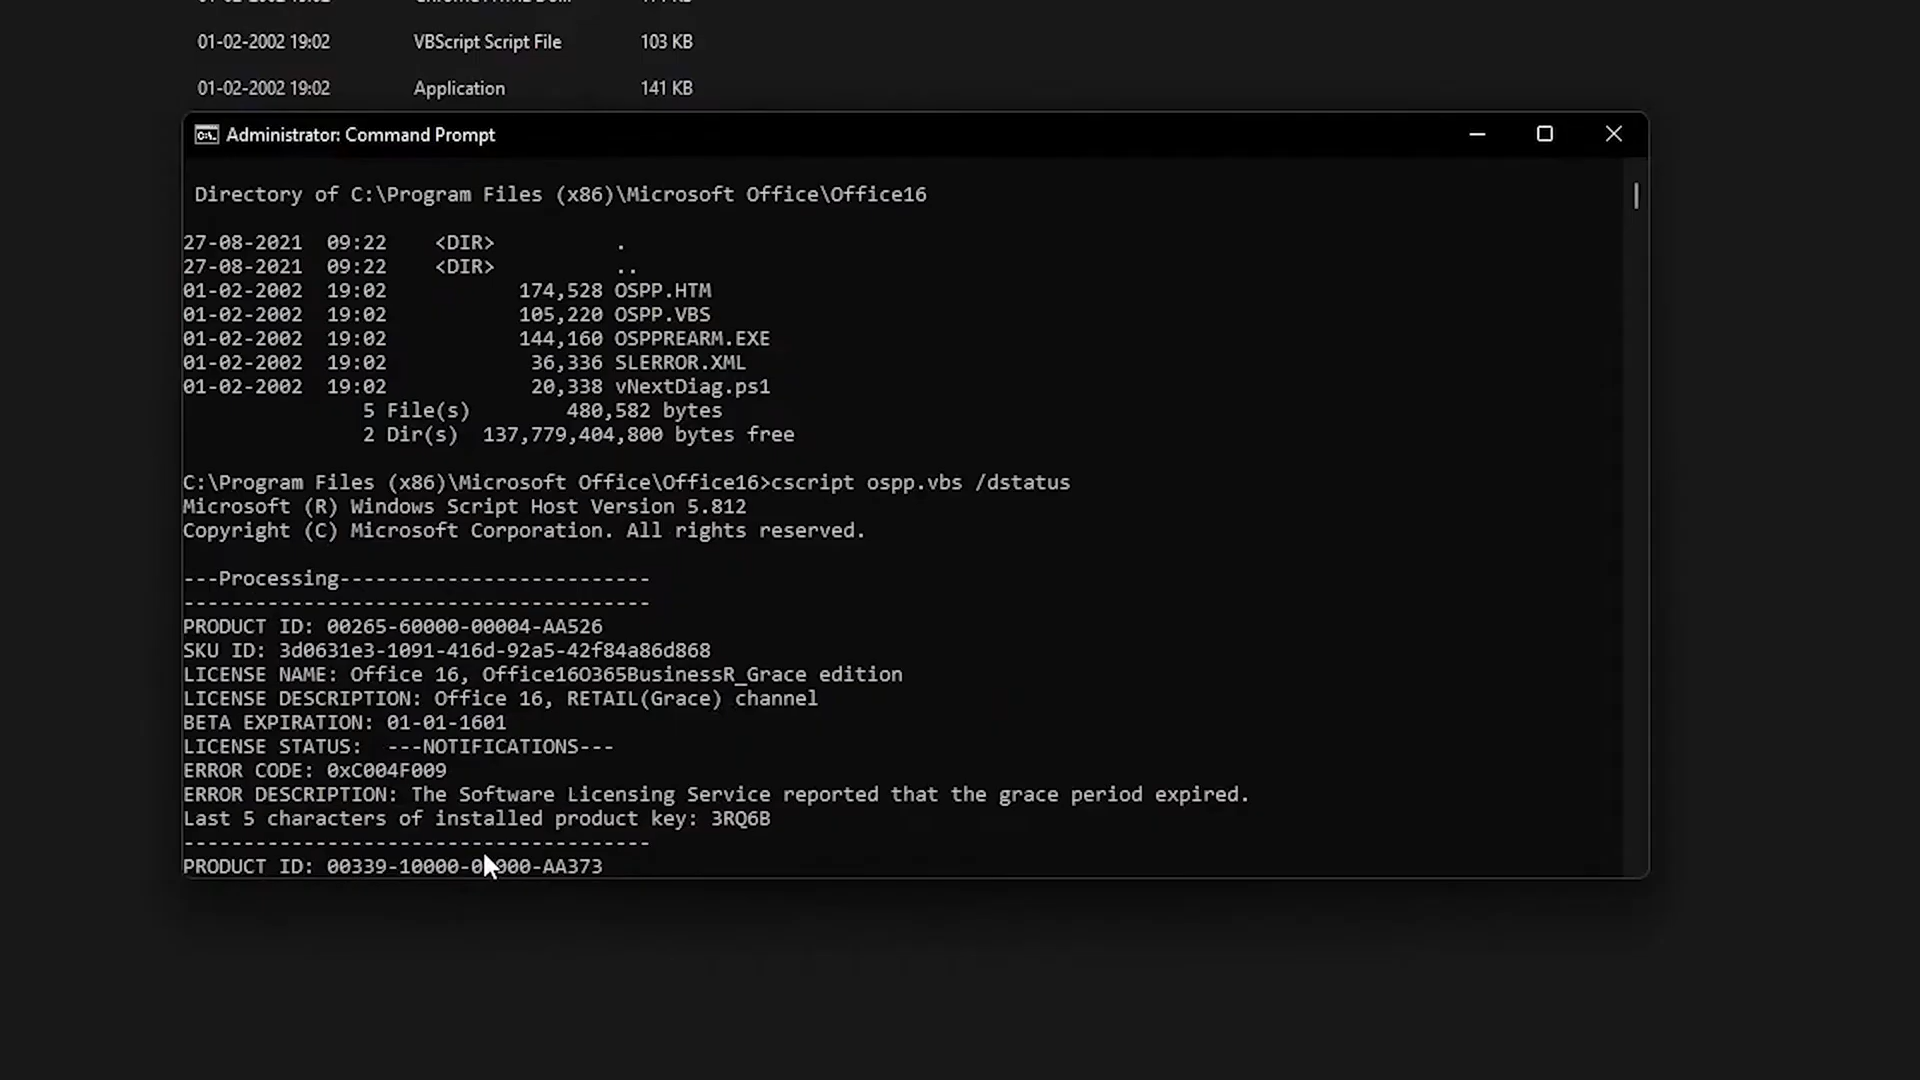 01-02-2002 19:02 VBScript Script File 103 KB
01-02-2002 19:02 Application 141 KB
Administrator: Command Prompt
Directory of C:\Program Files (x86)\Microsoft Office\Office16
27-08-2021 09:22 <DIR> .
27-08-2021 09:22 <DIR> ..
01-02-2002 19:02 174,528 OSPP.HTM
01-02-2002 19:02 105,220 OSPP.VBS
01-02-2002 19:02 144,160 OSPPREARM.EXE
01-02-2002 19:02 36,336 SLERROR.XML
01-02-2002 19:02 20,338 vNextDiag.ps1
5 File(s) 480,582 bytes
2 Dir(s) 137,779,404,800 bytes free
C:\Program Files (x86)\Microsoft Office\Office16>cscript ospp.vbs /dstatus
Microsoft (R) Windows Script Host Version 5.812
Copyright (C) Microsoft Corporation. All rights reserved.
---Processing--------------------------
---------------------------------------
PRODUCT ID: 00265-60000-00004-AA526
SKU ID: 3d0631e3-1091-416d-92a5-42f84a86d868
LICENSE NAME: Office 16, Office16O365BusinessR_Grace edition
LICENSE DESCRIPTION: Office 16, RETAIL(Grace) channel
BETA EXPIRATION: 01-01-1601
LICENSE STATUS: ---NOTIFICATIONS---
ERROR CODE: 0xC004F009
ERROR DESCRIPTION: The Software Licensing Service reported that the grace period expired.
Last 5 characters of installed product key: 3RQ6B
---------------------------------------
PRODUCT ID: